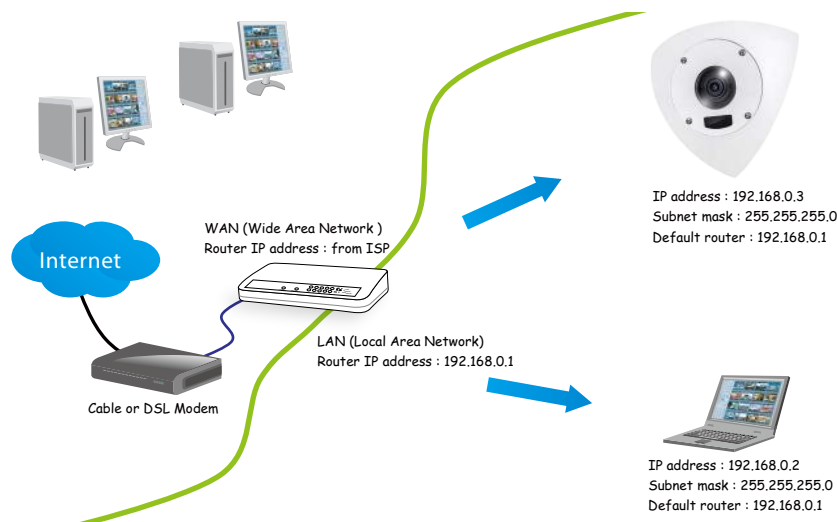 IP address : 192.168.0.3
Subnet mask : 255.255.255.0
Default router : 192.168.0.1
WAN (Wide Area Network )
Router IP address : from ISP
Internet
LAN (Local Area Network)
Router IP address : 192.168.0.1
Cable or DSL Modem
IP address : 192.168.0.2
Subnet mask : 255.255.255.0
Default router : 192.168.0.1